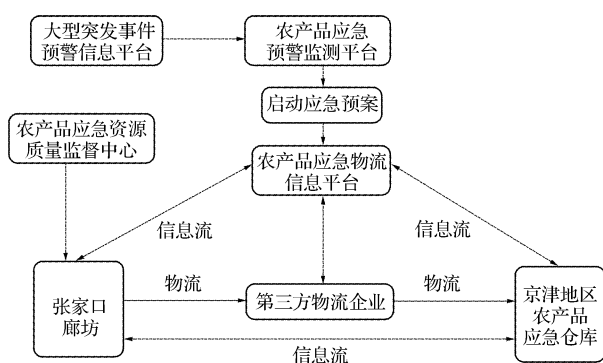 大型突发事件
预警信息平台
农产品应急
预警监测平台
启动应急预案
农产品应急资源
质量监督中心
农产品应急物流
信息平台
信息流
信息流
张家口
廊坊
物流
第三方物流企业
物流
京津地区
农产品
应急仓库
信息流